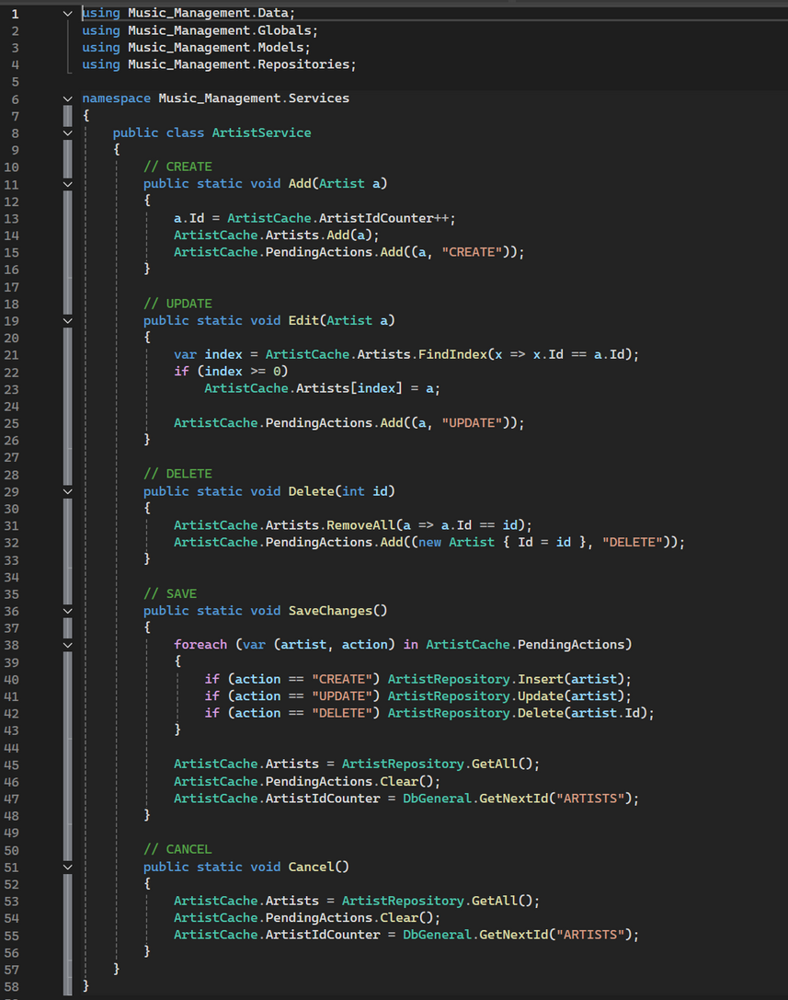 1 using Music_Management.Data;
2 using Music_Management.Globals;
3 using Music_Management.Models;
4 using Music_Management.Repositories;
5
6 namespace Music_Management.Services
7 {
8     public class ArtistService
9     {
10         // CREATE
11         public static void Add(Artist a)
12         {
13             a.Id = ArtistCache.ArtistIdCounter++;
14             ArtistCache.Artists.Add(a);
15             ArtistCache.PendingActions.Add((a, "CREATE"));
16         }
17
18         // UPDATE
19         public static void Edit(Artist a)
20         {
21             var index = ArtistCache.Artists.FindIndex(x => x.Id == a.Id);
22             if (index >= 0)
23                 ArtistCache.Artists[index] = a;
24
25             ArtistCache.PendingActions.Add((a, "UPDATE"));
26         }
27
28         // DELETE
29         public static void Delete(int id)
30         {
31             ArtistCache.Artists.RemoveAll(a => a.Id == id);
32             ArtistCache.PendingActions.Add((new Artist { Id = id }, "DELETE"));
33         }
34
35         // SAVE
36         public static void SaveChanges()
37         {
38             foreach (var (artist, action) in ArtistCache.PendingActions)
39             {
40                 if (action == "CREATE") ArtistRepository.Insert(artist);
41                 if (action == "UPDATE") ArtistRepository.Update(artist);
42                 if (action == "DELETE") ArtistRepository.Delete(artist.Id);
43             }
44
45             ArtistCache.Artists = ArtistRepository.GetAll();
46             ArtistCache.PendingActions.Clear();
47             ArtistCache.ArtistIdCounter = DbGeneral.GetNextId("ARTISTS");
48         }
49
50         // CANCEL
51         public static void Cancel()
52         {
53             ArtistCache.Artists = ArtistRepository.GetAll();
54             ArtistCache.PendingActions.Clear();
55             ArtistCache.ArtistIdCounter = DbGeneral.GetNextId("ARTISTS");
56         }
57     }
58 }